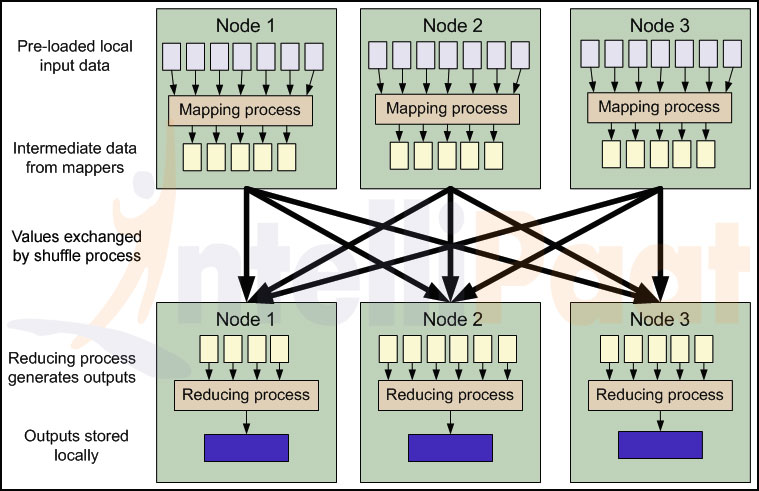 Node 1
Node 2
Node 3
Pre-loaded local
input data
Mapping process
Mapping process
Mapping process
Intermediate data
from mappers
Values exchanged
by shuffle process
IntelliPaat
Node 1
Node 2
Node 3
Reducing process
generates outputs
Reducing process
Reducing process
Reducing process
Outputs stored
locally